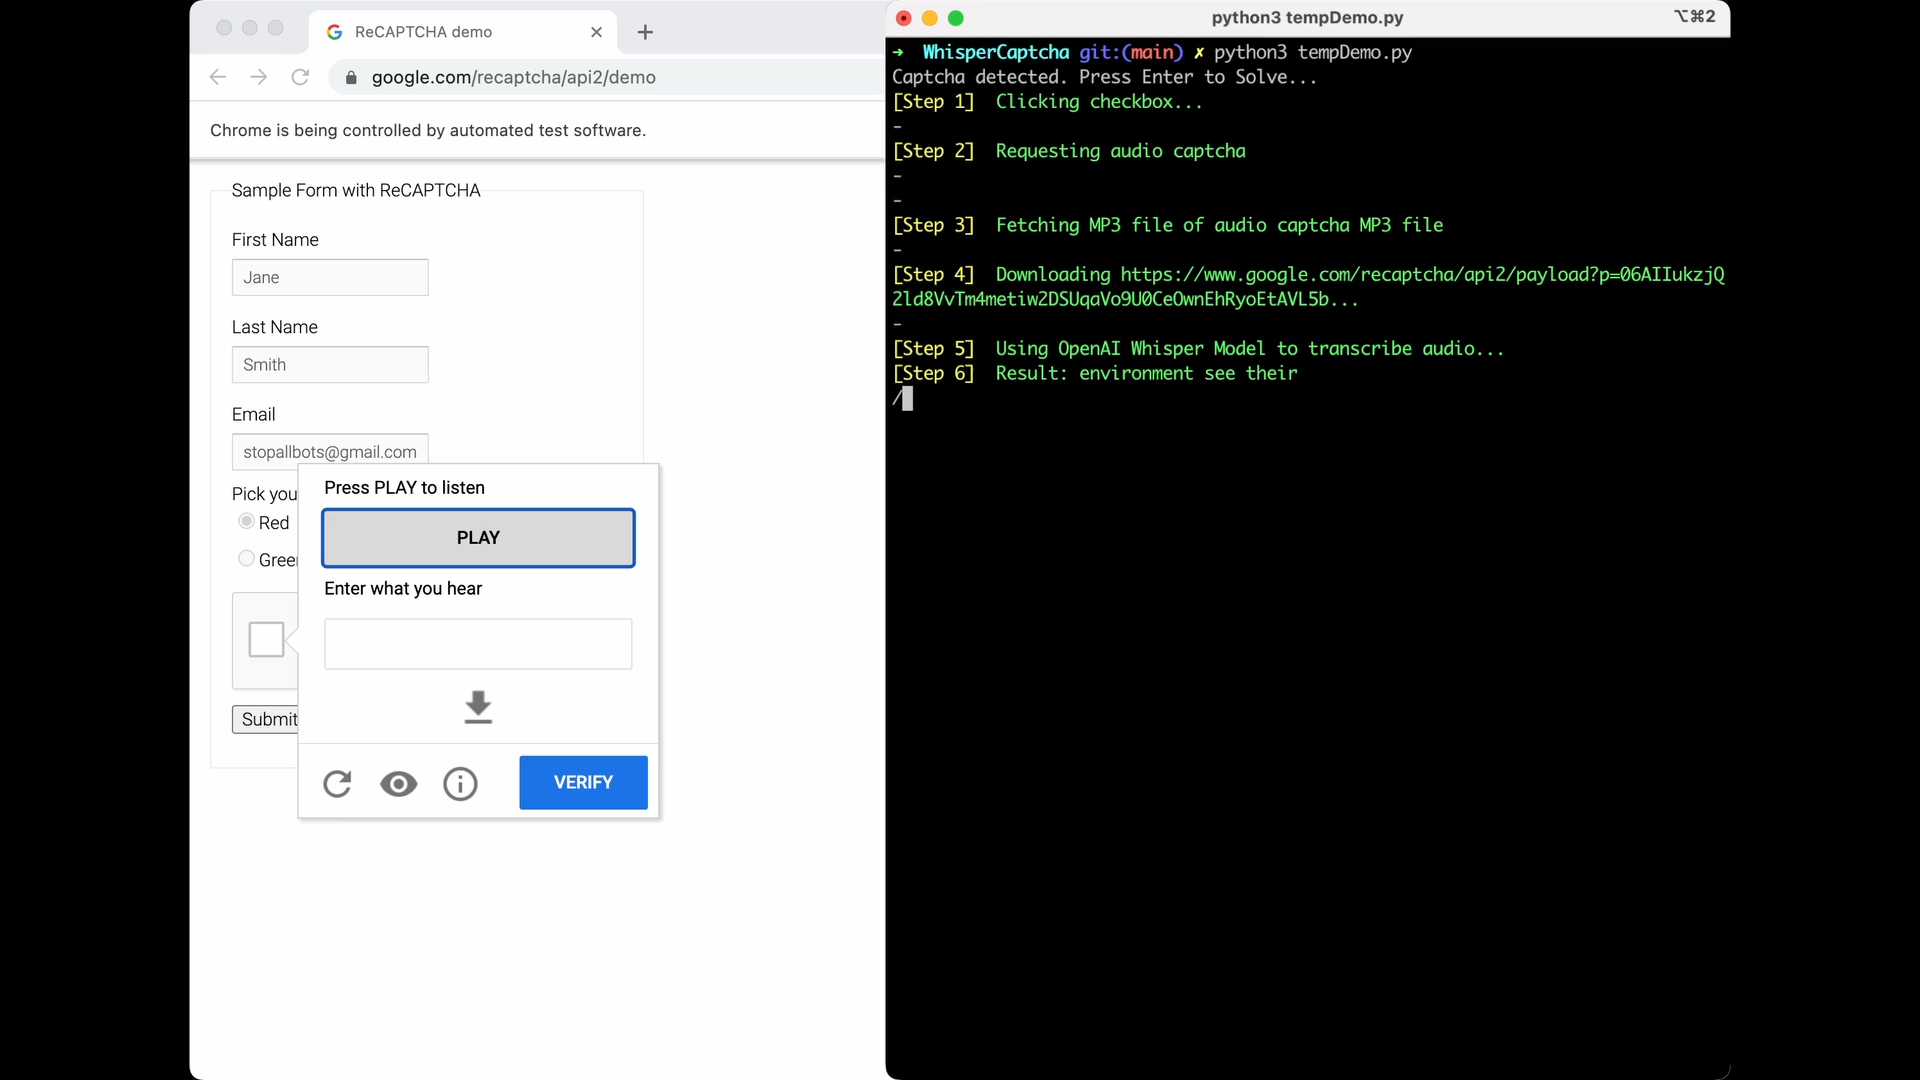 ReCAPTCHA demo
google.com/recaptcha/api2/demo
Chrome is being controlled by automated test software.
Sample Form with ReCAPTCHA
First Name
Jane
Last Name
Smith
Email
stopallbots@gmail.com
Pick you
Red
Green
Submit
Press PLAY to listen
PLAY
Enter what you hear
VERIFY
python3 tempDemo.py
⌥⌘2
→ WhisperCaptcha git:(main) ✗ python3 tempDemo.py
Captcha detected. Press Enter to Solve...
[Step 1] Clicking checkbox...
-
[Step 2] Requesting audio captcha
-
-
[Step 3] Fetching MP3 file of audio captcha MP3 file
-
[Step 4] Downloading https://www.google.com/recaptcha/api2/payload?p=06AIIukzjQ
2ld8VvTm4metiw2DSUqaVo9U0CeOwnEhRyoEtAVL5b...
-
[Step 5] Using OpenAI Whisper Model to transcribe audio...
[Step 6] Result: environment see their
/